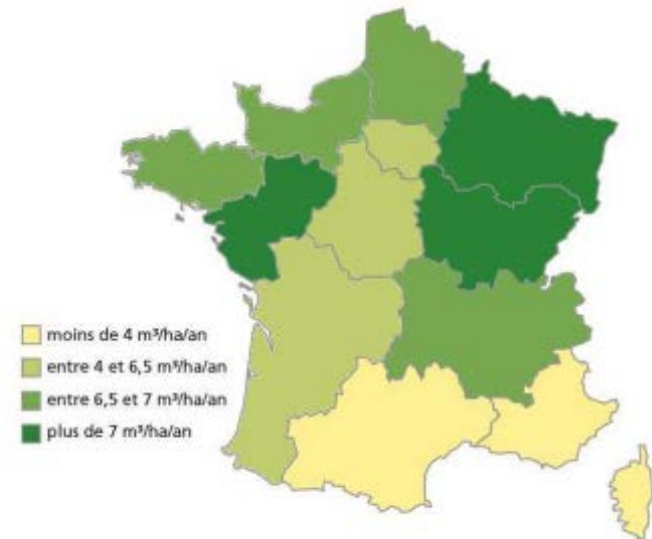 moins de 4 m³/ha/an
entre 4 et 6,5 m³/ha/an
entre 6,5 et 7 m³/ha/an
plus de 7 m³/ha/an